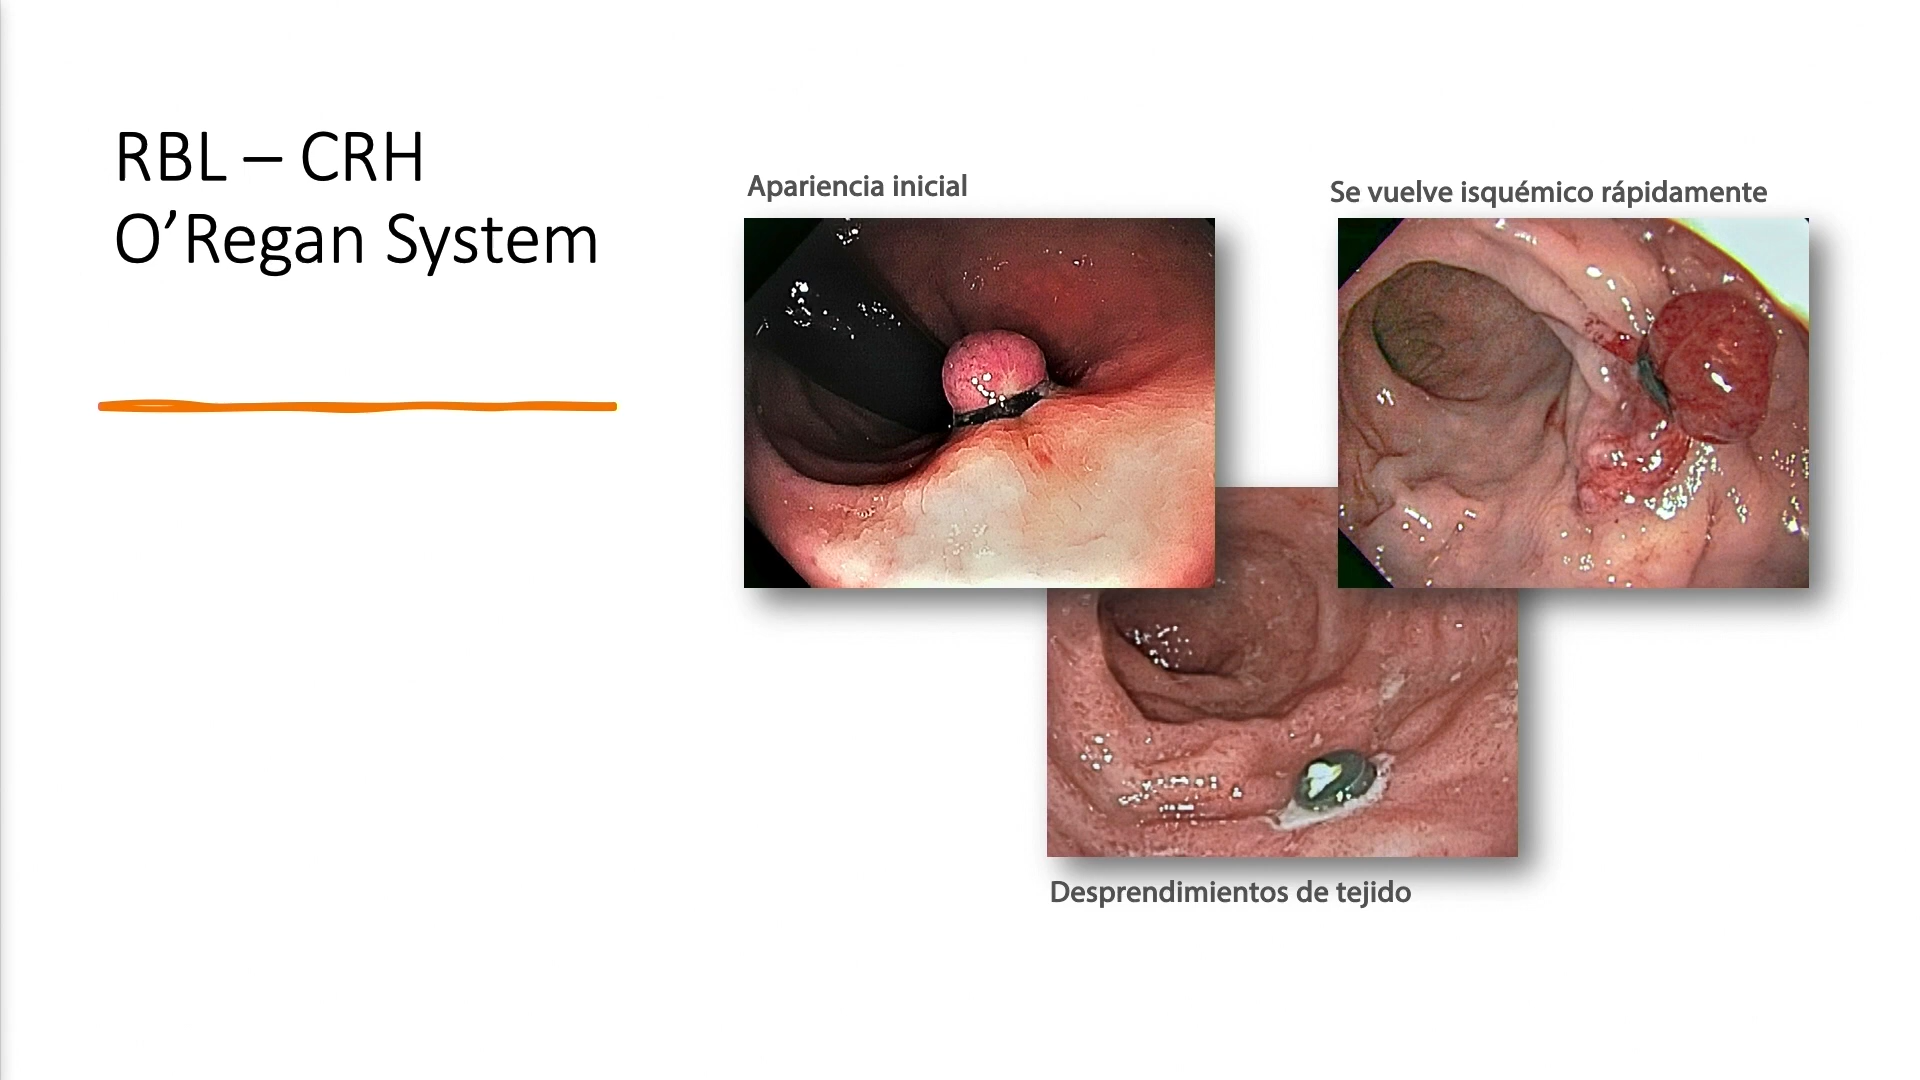 RBL – CRH
O’Regan System
Apariencia inicial
Se vuelve isquémico rápidamente
Desprendimientos de tejido